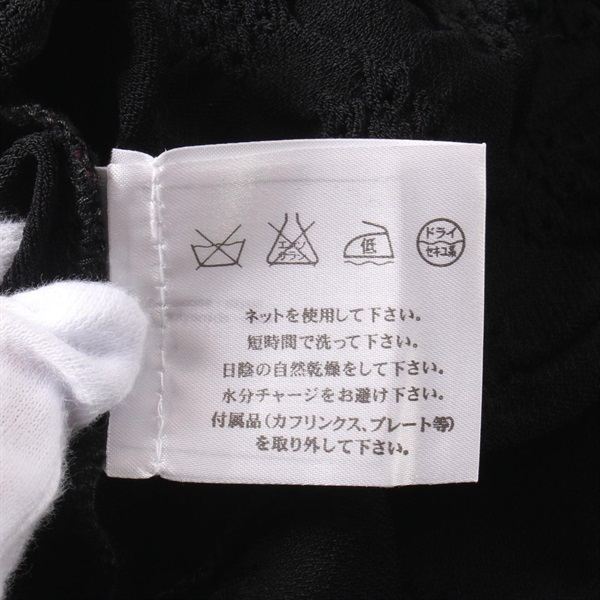 エンソ
サラシ
低
ドライ
セキユ系
ネットを使用して下さい。
短時間で洗って下さい。
日陰の自然乾燥をして下さい。
水分チャージをお避け下さい。
付属品(カフリンクス、プレート等)
を取り外して下さい。